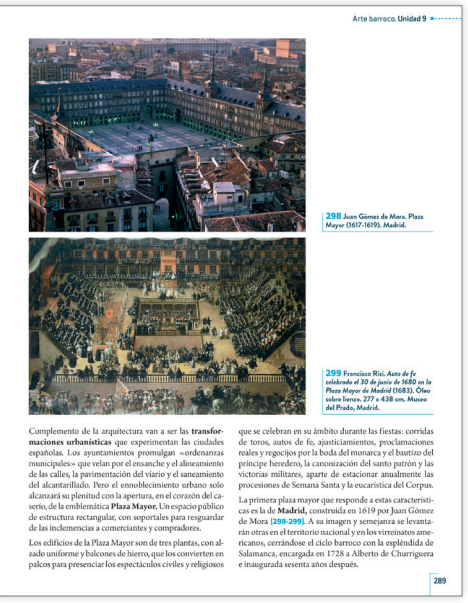 Arte barroco. Unidad 9
298 Juan Gómez de Mora. Plaza
Mayor (1617-1619). Madrid.
299 Francisco Rizi. Auto de fe
celebrado el 30 de junio de 1680 en la
Plaza Mayor de Madrid (1683). Óleo
sobre lienzo. 277 x 438 cm. Museo
del Prado, Madrid.
Complemento de la arquitectura van a ser las transfor-
maciones urbanísticas que experimentan las ciudades
españolas. Los ayuntamientos promulgan «ordenanzas
municipales» que velan por el ensanche y el alineamiento
de las calles, la pavimentación del viario y el saneamiento
del alcantarillado. Pero el ennoblecimiento urbano solo
alcanzará su plenitud con la apertura, en el corazón del ca-
serío, de la emblemática Plaza Mayor. Un espacio público
de estructura rectangular, con soportales para resguardar
de las inclemencias a comerciantes y compradores.
Los edificios de la Plaza Mayor son de tres plantas, con al-
zado uniforme y balcones de hierro, que los convierten en
palcos para presenciar los espectáculos civiles y religiosos
que se celebran en su ámbito durante las fiestas: corridas
de toros, autos de fe, ajusticiamientos, proclamaciones
reales y regocijos por la boda del monarca y el bautizo del
príncipe heredero, la canonización del santo patrón y las
victorias militares, aparte de estacionar anualmente las
procesiones de Semana Santa y la eucarística del Corpus.
La primera plaza mayor que responde a estas característi-
cas es la de Madrid, construida en 1619 por Juan Gómez
de Mora [298-299]. A su imagen y semejanza se levanta-
rán otras en el territorio nacional y en los virreinatos ame-
ricanos, cerrándose el ciclo barroco con la espléndida de
Salamanca, encargada en 1728 a Alberto de Churriguera
e inaugurada sesenta años después.
289